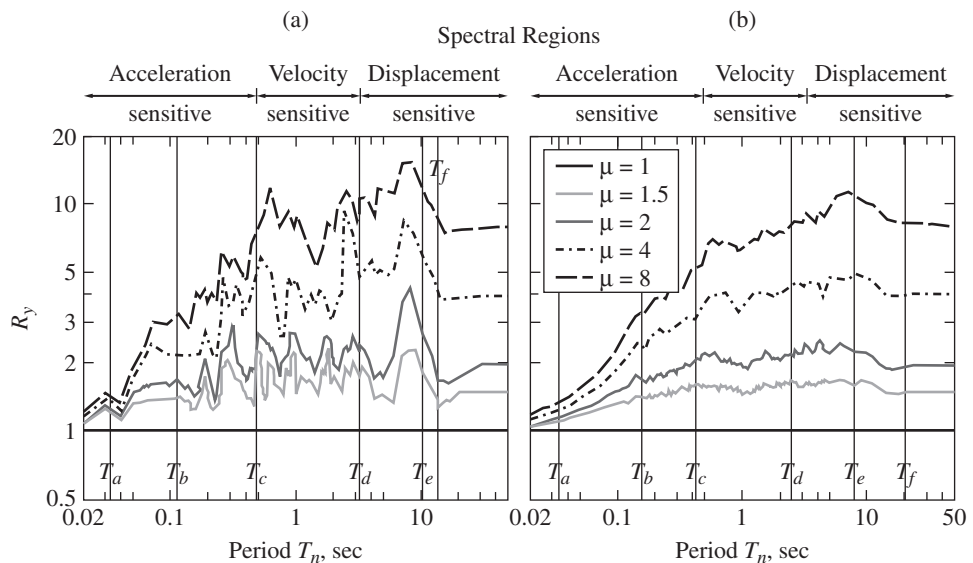 (a) (b)
Spectral Regions
Acceleration Velocity Displacement Acceleration Velocity Displacement
sensitive sensitive sensitive sensitive sensitive sensitive
20
10
5
3
2
1
0.5
R_y
T_f
μ = 1
μ = 1.5
μ = 2
μ = 4
μ = 8
T_a T_b T_c T_d T_e T_a T_b T_c T_d T_e T_f
0.02 0.1 1 10 0.02 0.1 1 10 50
Period T_n, sec Period T_n, sec